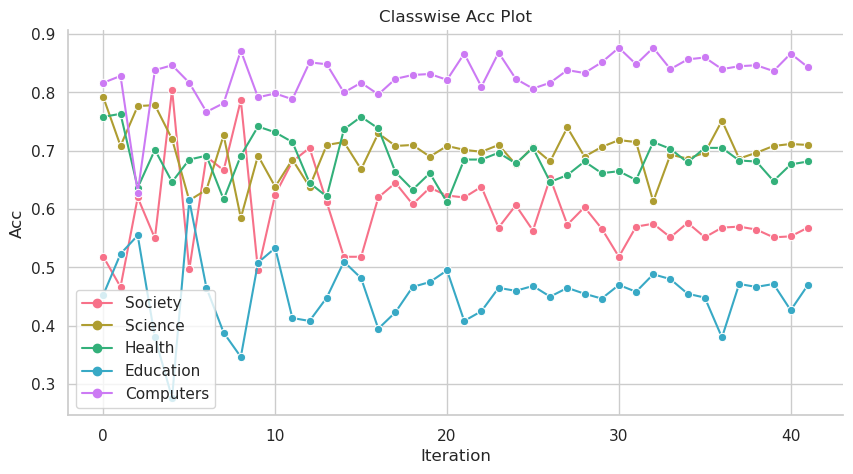 Classwise Acc Plot
0.9
0.8
0.7
0.6
0.5
0.4
0.3
Acc
Society
Science
Health
Education
Computers
0 10 20 30 40
Iteration